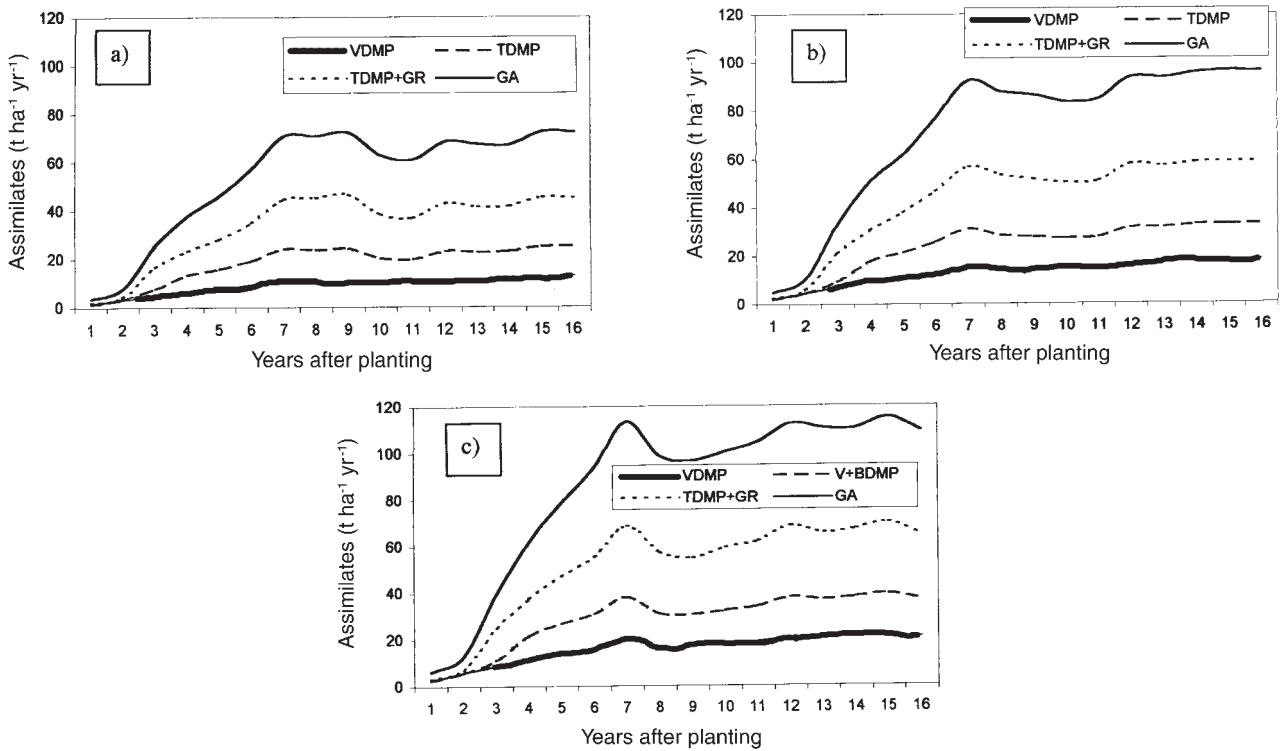 a)
VDMP TDMP
TDMP+GR GA
Assimilates (t ha⁻¹ yr⁻¹)
120
100
80
60
40
20
0
1 2 3 4 5 6 7 8 9 10 11 12 13 14 15 16
Years after planting
b)
VDMP TDMP
TDMP+GR GA
Assimilates (t ha⁻¹ yr⁻¹)
120
100
80
60
40
20
0
1 2 3 4 5 6 7 8 9 10 11 12 13 14 15 16
Years after planting
c)
VDMP V+BDMP
TDMP+GR GA
Assimilates (t ha⁻¹ yr⁻¹)
120
100
80
60
40
20
0
1 2 3 4 5 6 7 8 9 10 11 12 13 14 15 16
Years after planting